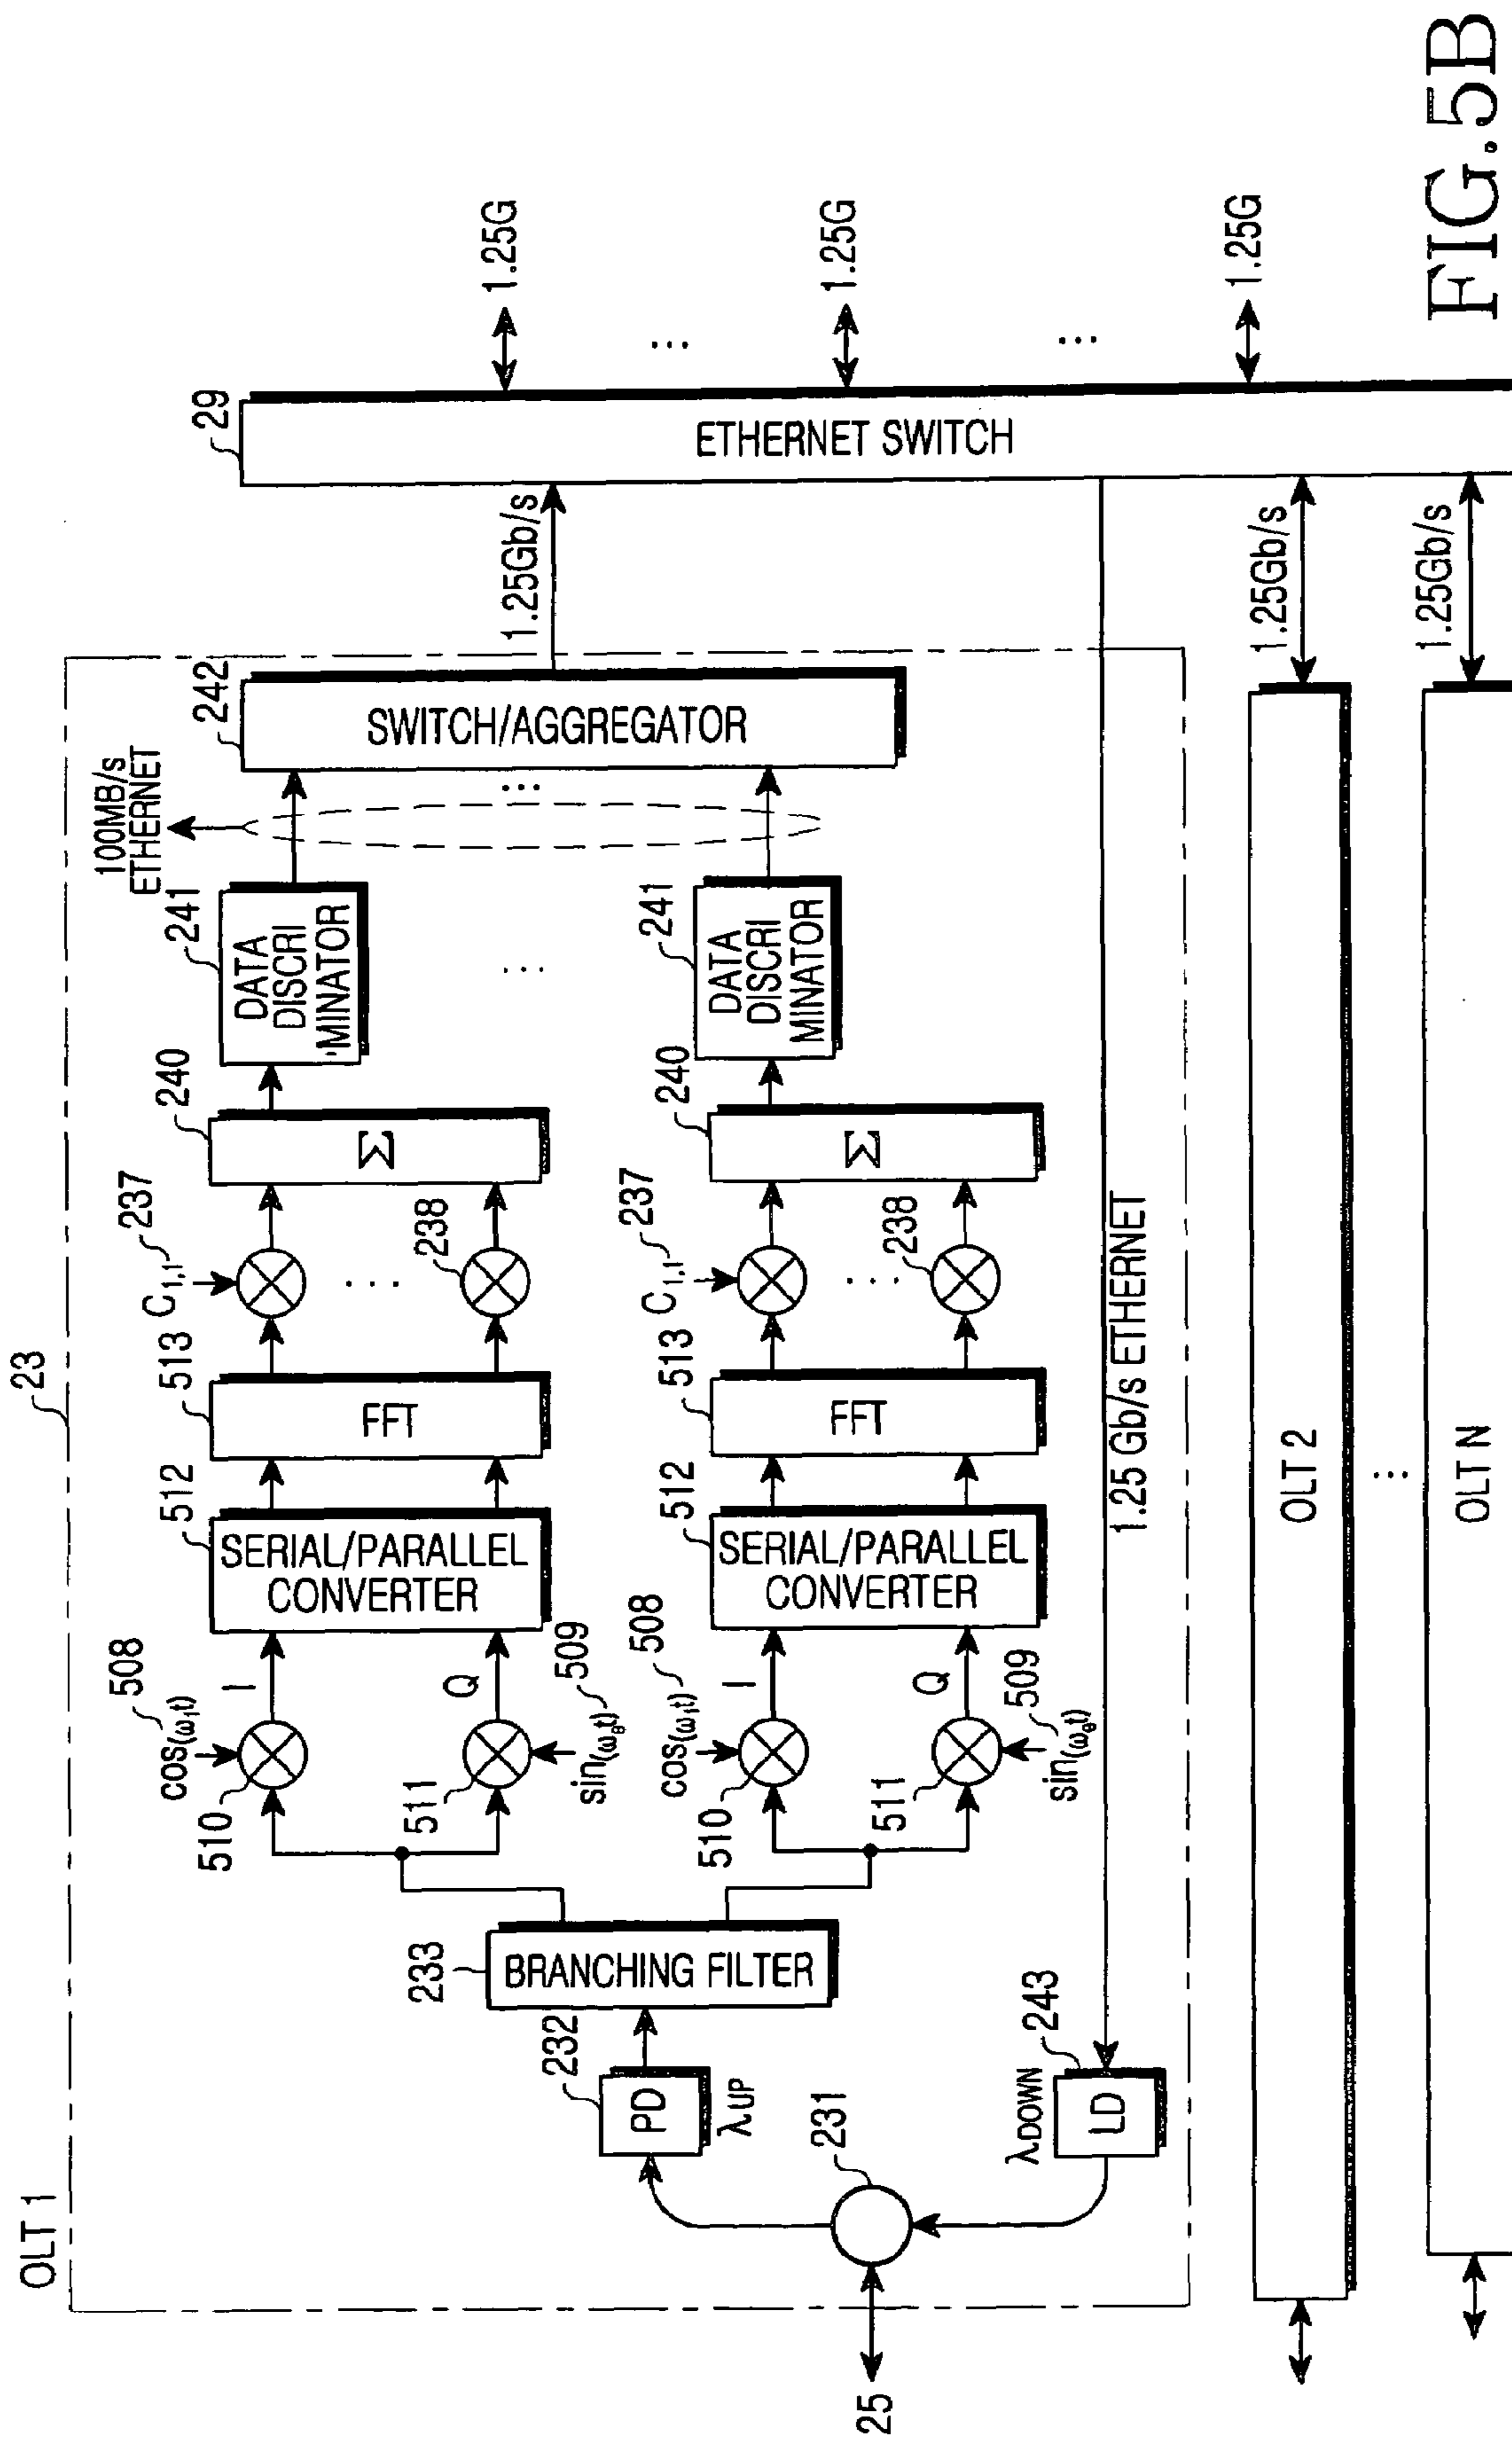 OLT 1
23
25
231
232
PD
λUP
λDOWN
243
LD
233
BRANCHING FILTER
510
cos(ω1t)
508
I
511
sin(ωθt)
509
Q
512
SERIAL/PARALLEL
CONVERTER
513
FFT
C1,1
237
...
238
240
Σ
241
DATA
DISCRI
MINATOR
100MB/s
ETHERNET
...
242
SWITCH/AGGREGATOR
1.25Gb/s
...
510
cos(ω1t)
508
I
511
sin(ωθt)
509
Q
512
SERIAL/PARALLEL
CONVERTER
513
FFT
C1,1
237
...
238
240
Σ
241
DATA
DISCRI
MINATOR
1.25 Gb/s ETHERNET
29
ETHERNET SWITCH
1.25G
...
1.25G
...
1.25G
OLT 2
1.25Gb/s
...
OLT N
1.25Gb/s
FIG.5B